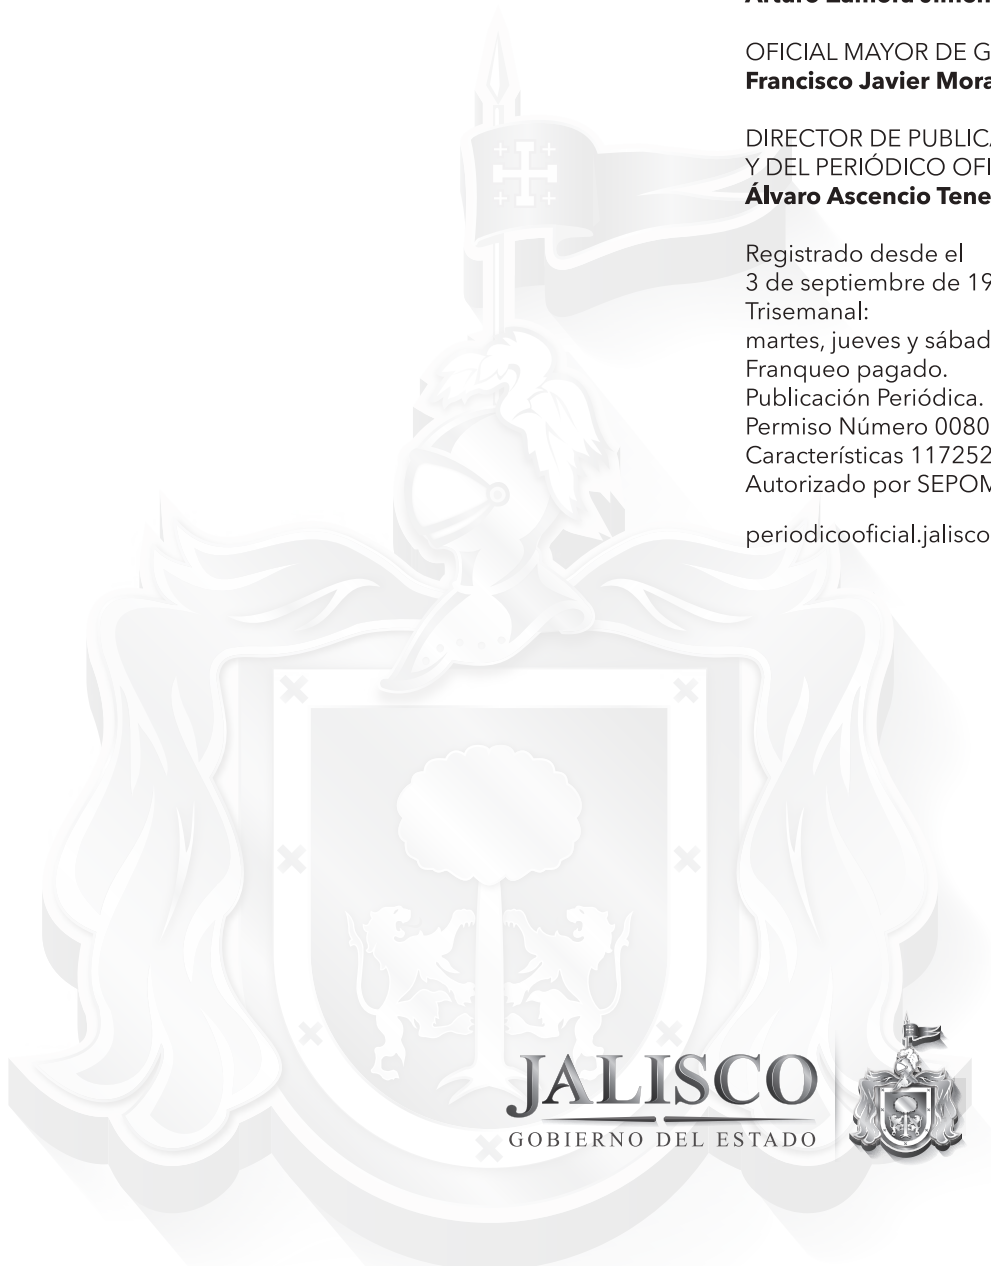 OFICIAL MAYOR DE G
Francisco Javier Mora
DIRECTOR DE PUBLICA
Y DEL PERIÓDICO OFI
Álvaro Ascencio Tene
Registrado desde el
3 de septiembre de 19
Trisemanal:
martes, jueves y sábad
Franqueo pagado.
Publicación Periódica.
Permiso Número 0080
Características 117252
Autorizado por SEPOM
periodicooficial.jalisco
JALISCO
GOBIERNO DEL ESTADO